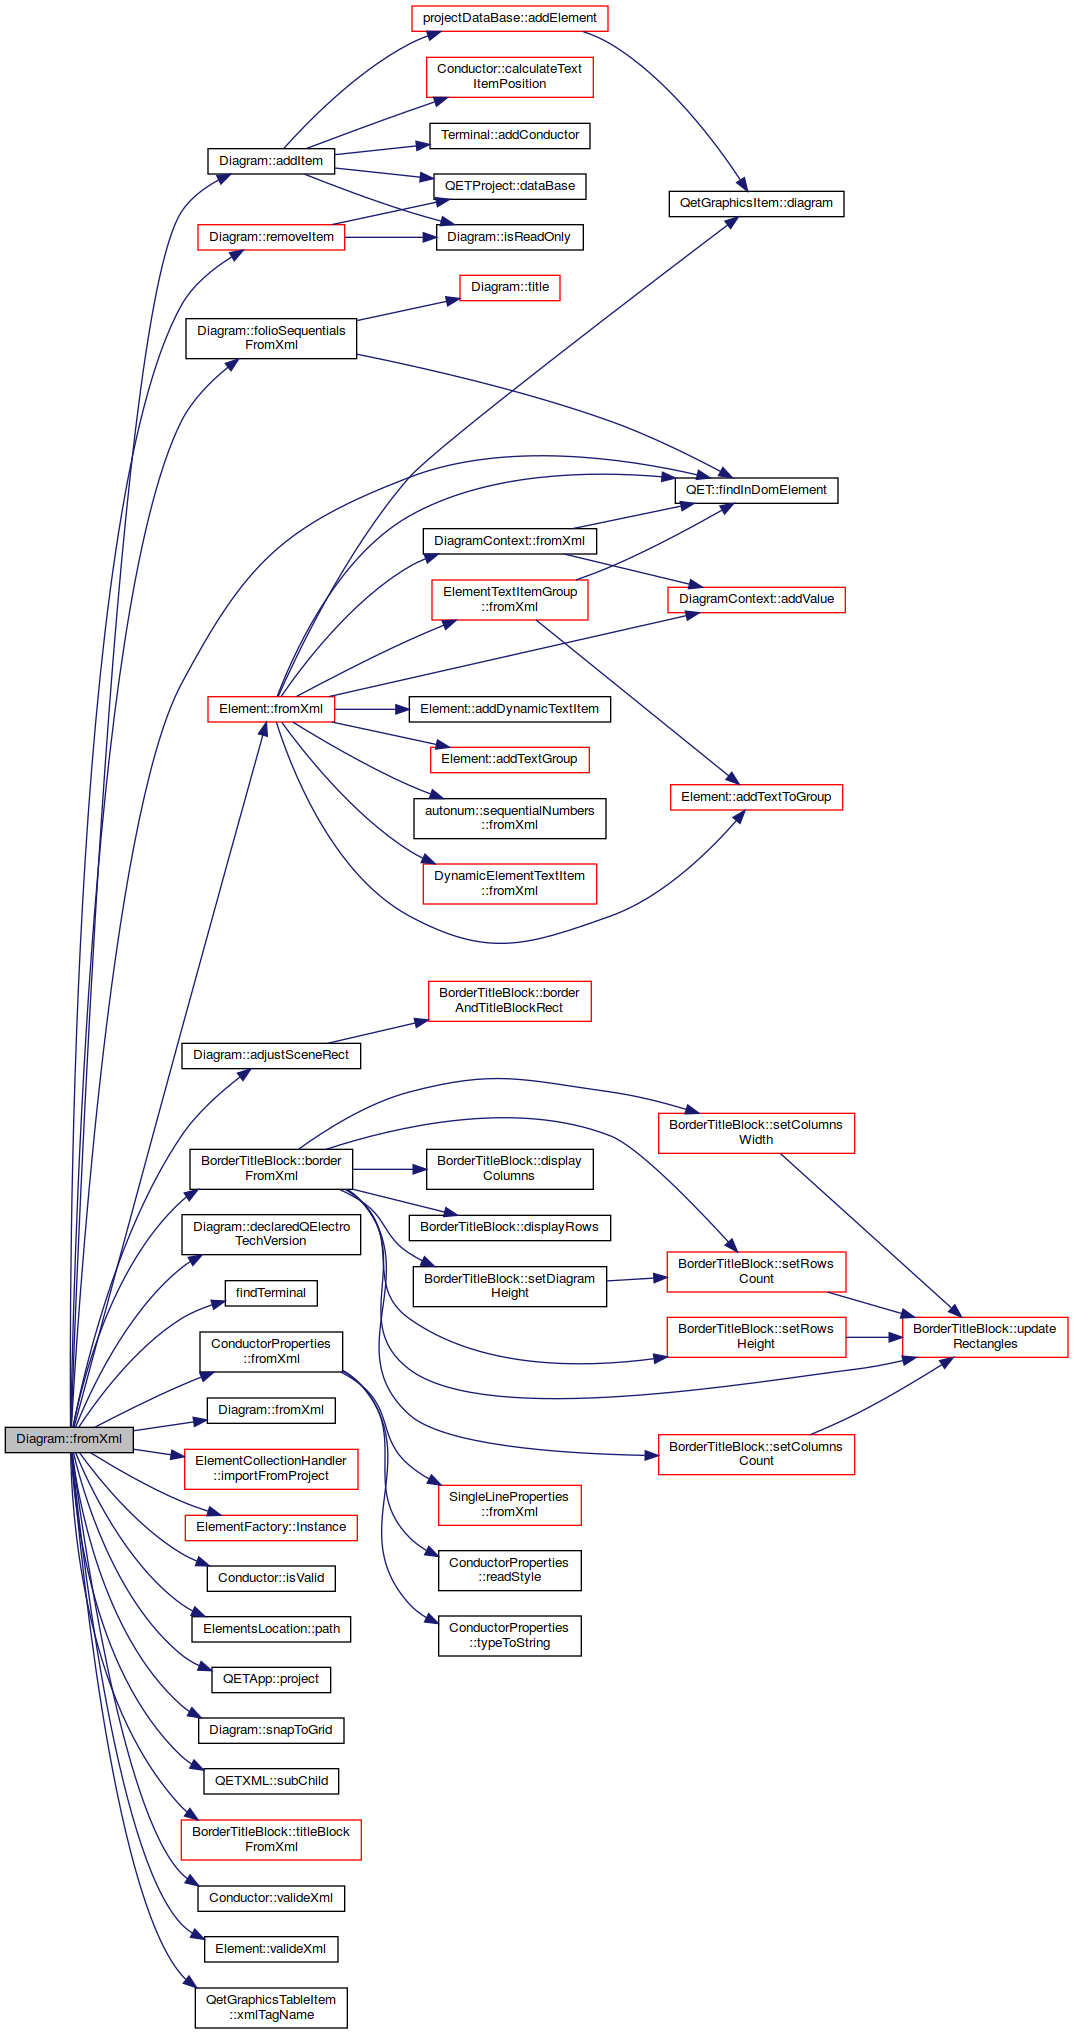 projectDataBase::addElement
Conductor::calculateText
ItemPosition
Terminal::addConductor
Diagram::addItem
QETProject::dataBase
QetGraphicsItem::diagram
Diagram::removeItem
Diagram::isReadOnly
Diagram::title
Diagram::folioSequentials
FromXml
QET::findInDomElement
DiagramContext::fromXml
ElementTextItemGroup
::fromXml
DiagramContext::addValue
Element::fromXml
Element::addDynamicTextItem
Element::addTextGroup
Element::addTextToGroup
autonum::sequentialNumbers
::fromXml
DynamicElementTextItem
::fromXml
BorderTitleBlock::border
AndTitleBlockRect
Diagram::adjustSceneRect
BorderTitleBlock::setColumns
Width
BorderTitleBlock::border
FromXml
BorderTitleBlock::display
Columns
Diagram::declaredQElectro
TechVersion
BorderTitleBlock::displayRows
BorderTitleBlock::setRows
Count
BorderTitleBlock::setDiagram
Height
findTerminal
BorderTitleBlock::setRows
Height
BorderTitleBlock::update
Rectangles
ConductorProperties
::fromXml
Diagram::fromXml
Diagram::fromXml
BorderTitleBlock::setColumns
Count
ElementCollectionHandler
::importFromProject
SingleLineProperties
::fromXml
ElementFactory::Instance
ConductorProperties
::readStyle
Conductor::isValid
ElementsLocation::path
ConductorProperties
::typeToString
QETApp::project
Diagram::snapToGrid
QETXML::subChild
BorderTitleBlock::titleBlock
FromXml
Conductor::valideXml
Element::valideXml
QetGraphicsTableItem
::xmlTagName